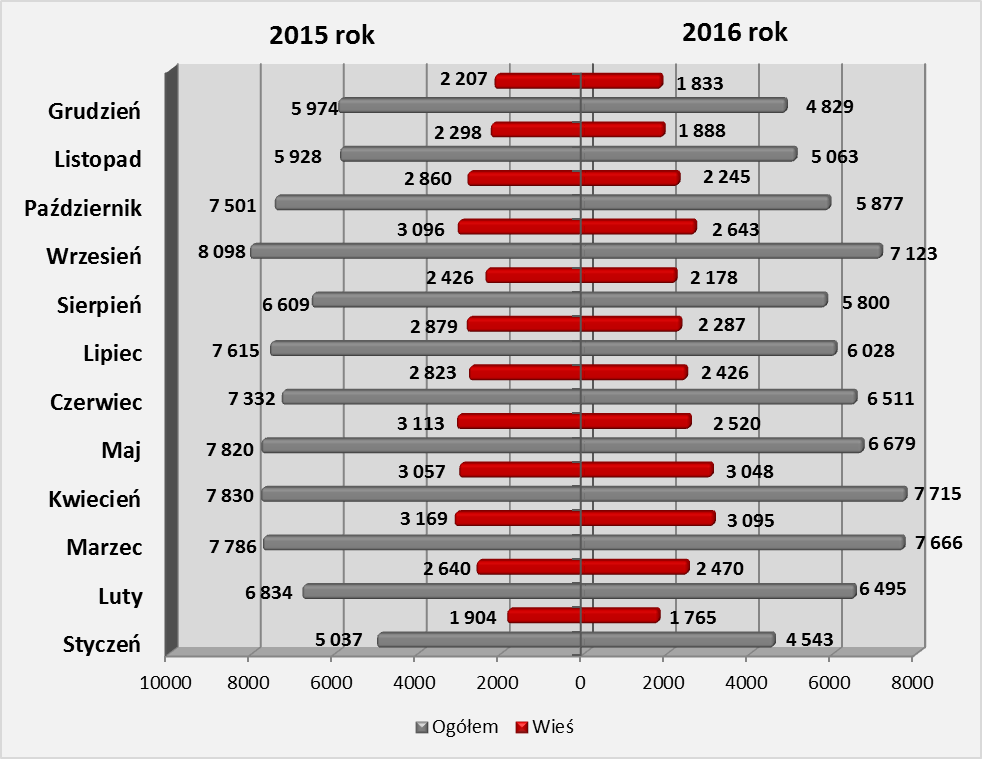 2015 rok 2016 rok
2 207 1 833
Grudzień 5 974 4 829
2 298 1 888
Listopad 5 928 5 063
2 860 2 245
Październik 7 501 5 877
3 096 2 643
Wrzesień 8 098 7 123
2 426 2 178
Sierpień 6 609 5 800
2 879 2 287
Lipiec 7 615 6 028
2 823 2 426
Czerwiec 7 332 6 511
3 113 2 520
Maj 7 820 6 679
3 057 3 048
Kwiecień 7 830 7 715
3 169 3 095
Marzec 7 786 7 666
2 640 2 470
Luty 6 834 6 495
1 904 1 765
Styczeń 5 037 4 543
10000 8000 6000 4000 2000 0 2000 4000 6000 8000
Ogółem Wieś